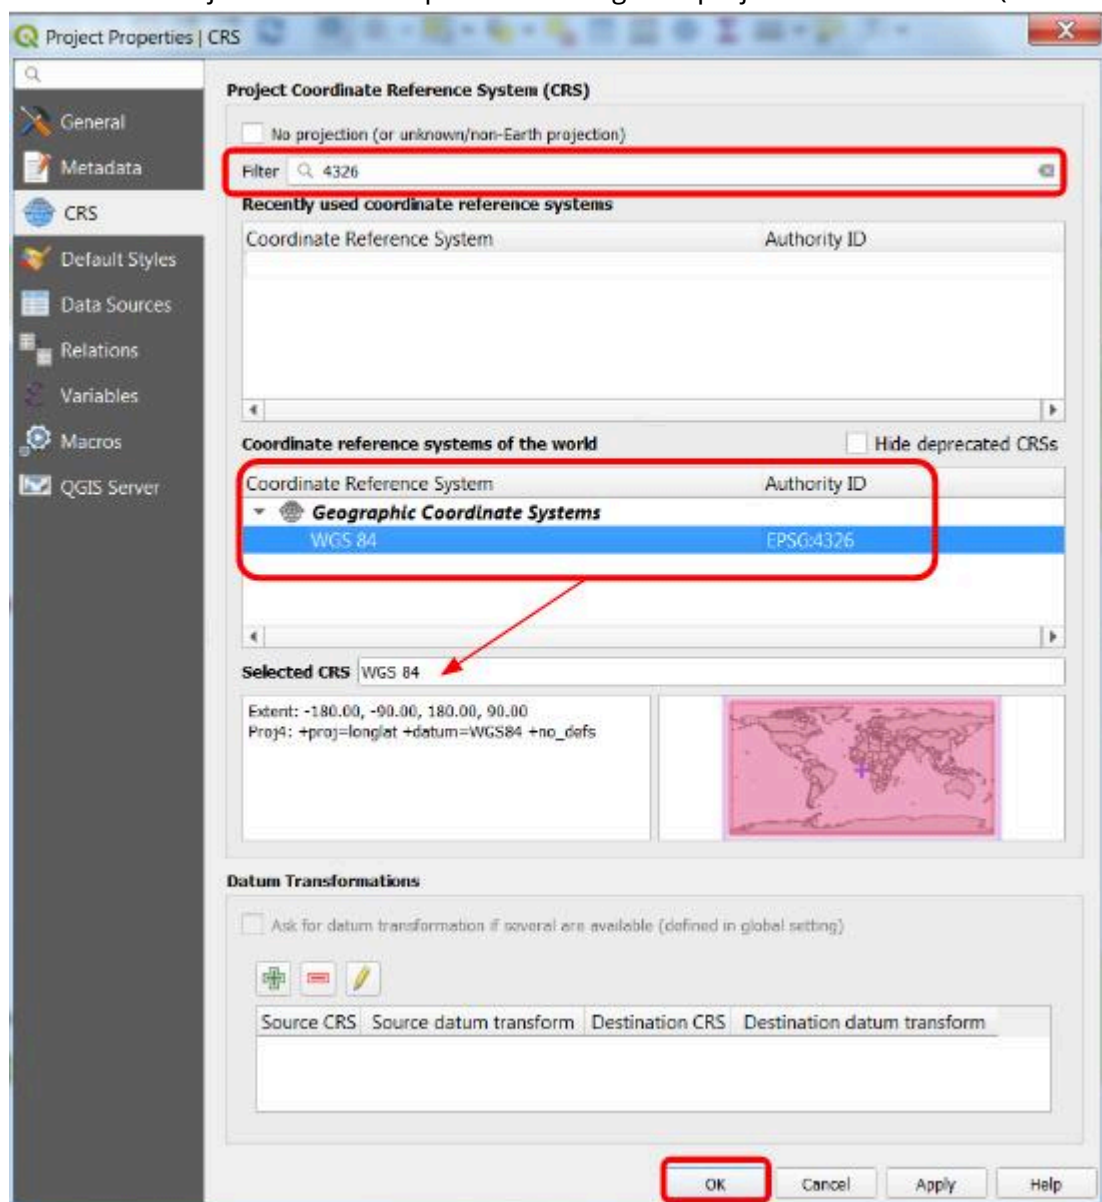 Project Properties | CRS
General
Metadata
CRS
Default Styles
Data Sources
Relations
Variables
Macros
QGIS Server
Project Coordinate Reference System (CRS)
No projection (or unknown/non-Earth projection)
Filter 4326
Recently used coordinate reference systems
Coordinate Reference System Authority ID
Coordinate reference systems of the world Hide deprecated CRSs
Coordinate Reference System Authority ID
Geographic Coordinate Systems
WGS 84 EPSG:4326
Selected CRS WGS 84
Extent: -180.00, -90.00, 180.00, 90.00
Proj4: +proj=longlat +datum=WGS84 +no_defs
Datum Transformations
Ask for datum transformation if several are available (defined in global setting)
Source CRS Source datum transform Destination CRS Destination datum transform
OK Cancel Apply Help